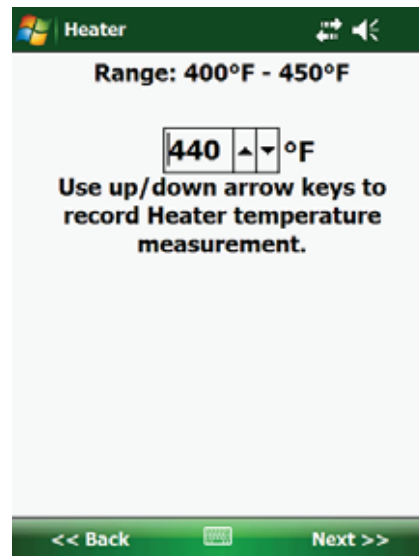 Heater
Range: 400°F - 450°F
440 °F
Use up/down arrow keys to
record Heater temperature
measurement.
<< Back Next >>